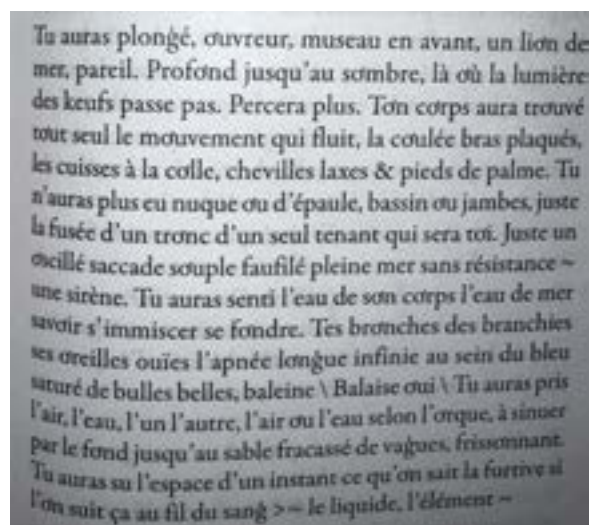 Tu auras plongé, ouvreur, museau en avant, un lion de
mer, pareil. Profond jusqu'au sombre, là où la lumière
des keufs passe pas. Percera plus. Ton corps aura trouvé
tout seul le mouvement qui fluit, la coulée bras plaqués,
les cuisses à la colle, chevilles laxes & pieds de palme. Tu
n'auras plus eu nuque ou d'épaule, bassin ou jambes, juste
la fusée d'un tronc d'un seul tenant qui sera toi. Juste un
oscillé saccade souple faufilé pleine mer sans résistance ~
une sirène. Tu auras senti l'eau de son corps l'eau de mer
savoir s'immiscer se fondre. Tes bronches des branchies
ses oreilles ouïes l'apnée longue infinie au sein du bleu
saturé de bulles belles, baleine \ Balaise oui \ Tu auras pris
l'air, l'eau, l'un l'autre, l'air ou l'eau selon l'orque, à sinuer
par le fond jusqu'au sable fracassé de vagues, frissonnant.
Tu auras su l'espace d'un instant ce qu'on sait la furtive si
l'on suit ça au fil du sang >~ le liquide, l'élément ~